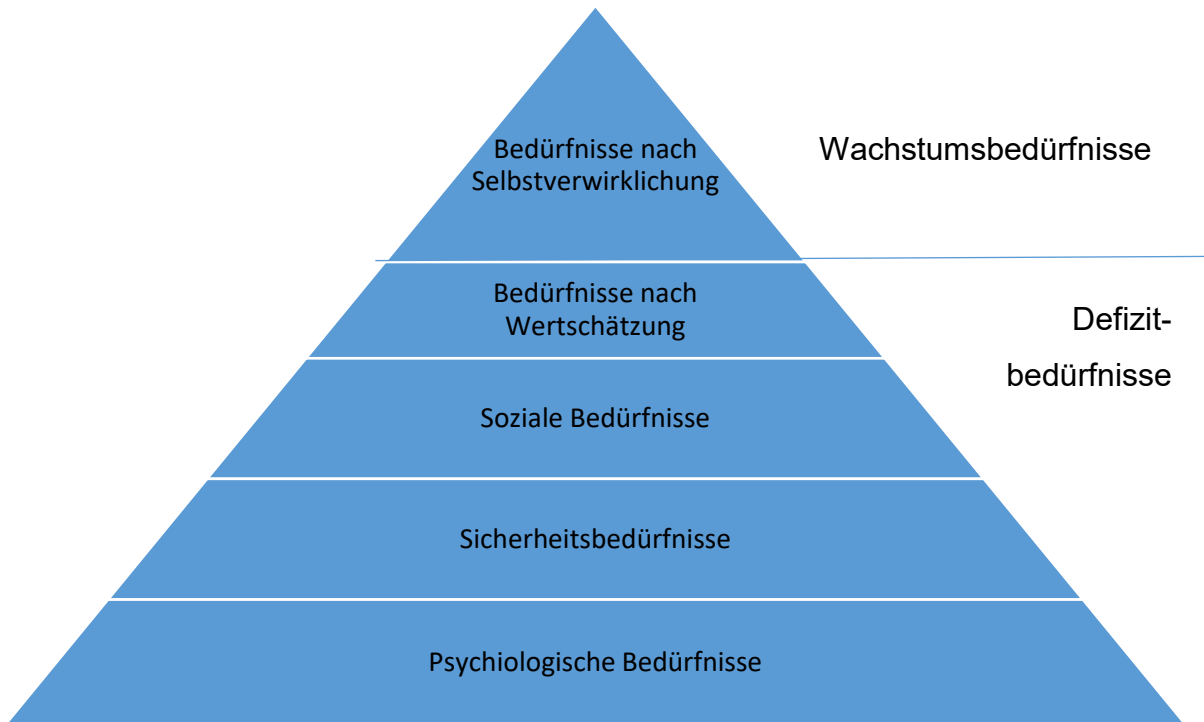 Bedürfnisse nach
Selbstverwirklichung
Wachstumsbedürfnisse
Bedürfnisse nach
Wertschätzung
Defizit-
bedürfnisse
Soziale Bedürfnisse
Sicherheitsbedürfnisse
Psychiologische Bedürfnisse